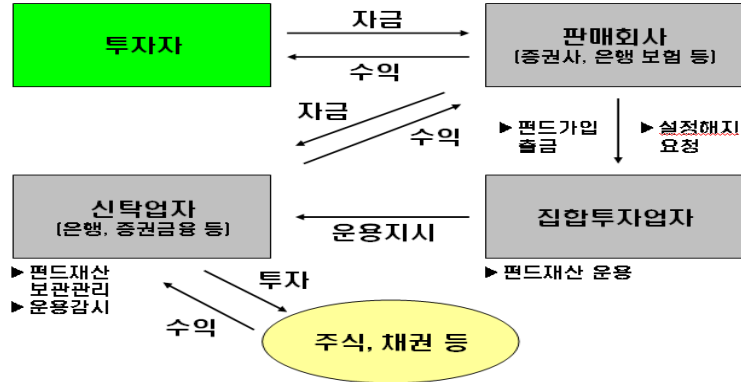 투자자
자금
수익
판매회사
(증권사, 은행 보험 등)
자금
수익
▶ 펀드가입
출금
▶ 설정해지
요청
신탁업자
(은행, 증권금융 등)
운용지시
집합투자업자
▶ 펀드재산
보관관리
▶ 운용감시
투자
수익
▶ 펀드재산 운용
주식, 채권 등